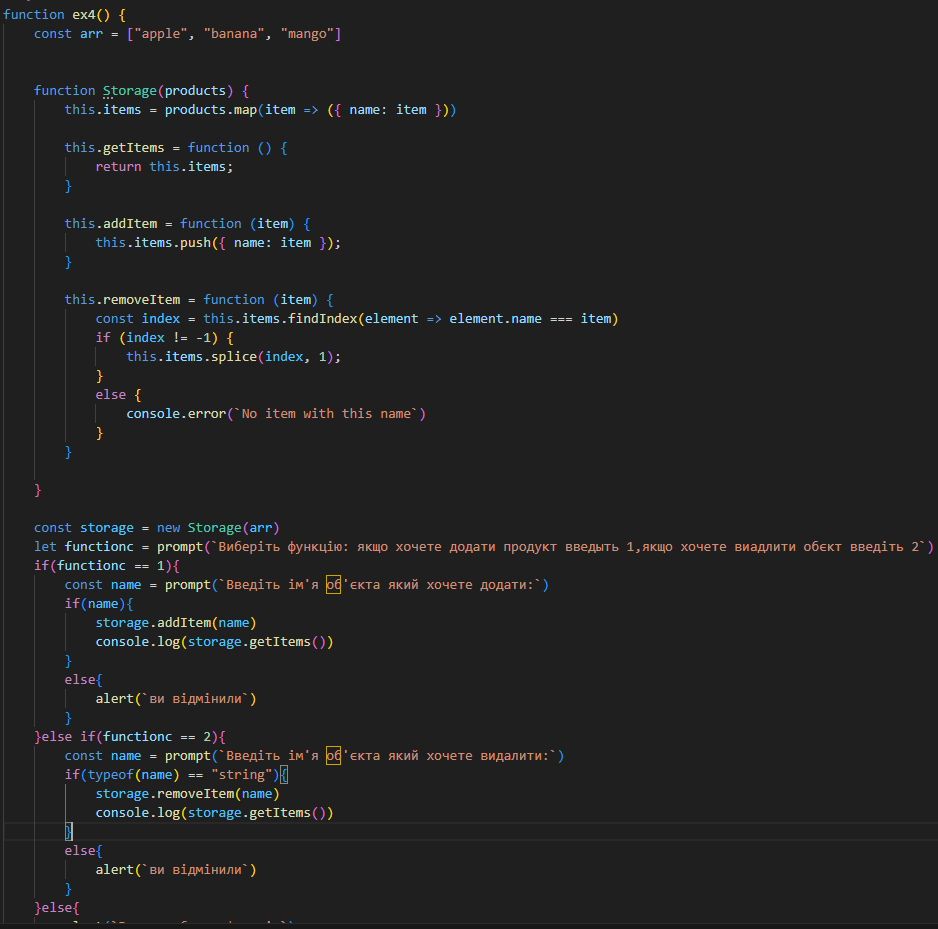 function ex4() {
const arr = ["apple", "banana", "mango"]
function Storage(products) {
this.items = products.map(item => ({ name: item }))
this.getItems = function () {
return this.items;
}
this.addItem = function (item) {
this.items.push({ name: item });
}
this.removeItem = function (item) {
const index = this.items.findIndex(element => element.name === item)
if (index != -1) {
this.items.splice(index, 1);
}
else {
console.error(`No item with this name`)
}
}
}
const storage = new Storage(arr)
let functionc = prompt(`Виберіть функцію: якщо хочете додати продукт введыть 1,якщо хочете виадлити обєкт введіть 2`)
if(functionc == 1){
const name = prompt(`Введіть ім'я об'єкта який хочете додати:`)
if(name){
storage.addItem(name)
console.log(storage.getItems())
}
else{
alert(`ви відмінили`)
}
}else if(functionc == 2){
const name = prompt(`Введіть ім'я об'єкта який хочете видалити:`)
if(typeof(name) == "string"){
storage.removeItem(name)
console.log(storage.getItems())
}
else{
alert(`ви відмінили`)
}
}else{